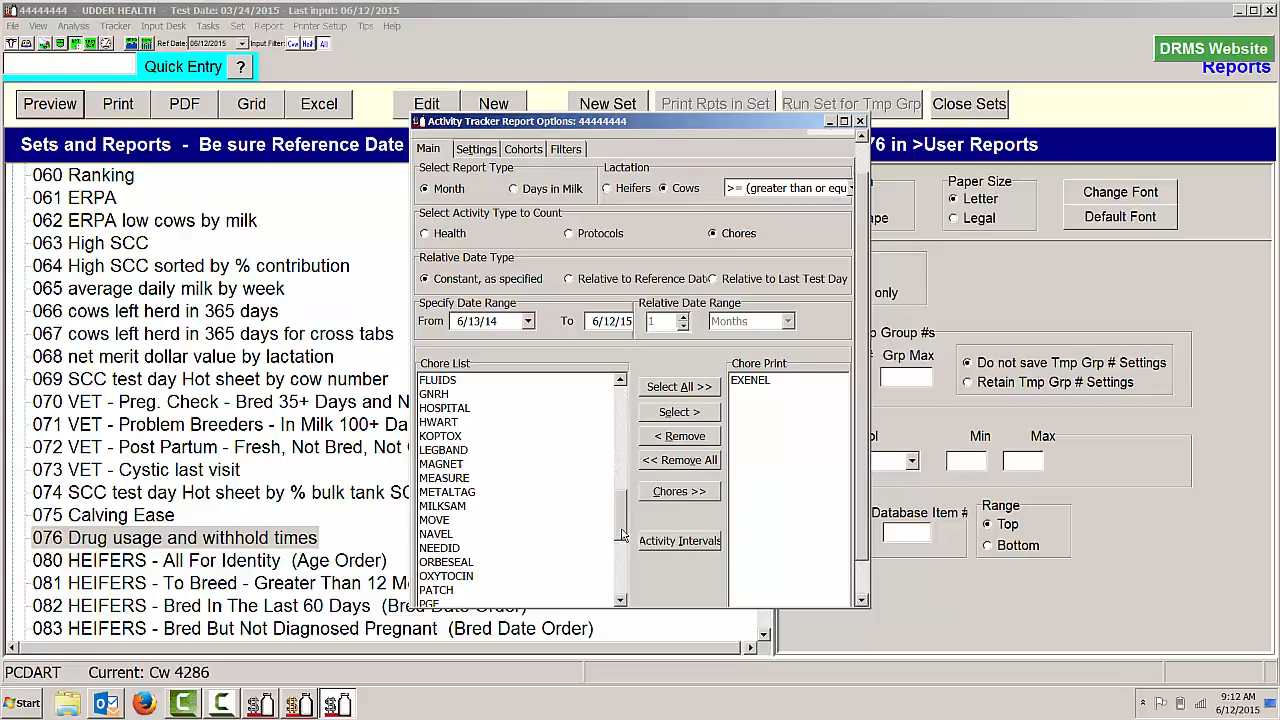 44444444 - UDDER HEALTH - Test Date: 03/24/2015 - Last input: 06/12/2015
File View Analysis Tracker Input Desk Tasks Set Report Printer Setup Tips Help
Ref Date: 06/12/2015 Input Filter: Cow Heif All
DRMS Website
Quick Entry ?
Reports
Preview Print PDF Grid Excel Edit New New Set Print Rpts in Set Run Set for Tmp Grp Close Sets
Activity Tracker Report Options: 44444444
Sets and Reports - Be sure Reference Date
76 in >User Reports
Main Settings Cohorts Filters
060 Ranking
061 ERPA
062 ERPA low cows by milk
063 High SCC
064 High SCC sorted by % contribution
065 average daily milk by week
066 cows left herd in 365 days
067 cows left herd in 365 days for cross tabs
068 net merit dollar value by lactation
069 SCC test day Hot sheet by cow number
070 VET - Preg. Check - Bred 35+ Days and N
071 VET - Problem Breeders - In Milk 100+ Da
072 VET - Post Partum - Fresh, Not Bred, Not
073 VET - Cystic last visit
074 SCC test day Hot sheet by % bulk tank SC
075 Calving Ease
076 Drug usage and withhold times
080 HEIFERS - All For Identity (Age Order)
081 HEIFERS - To Breed - Greater Than 12 M
082 HEIFERS - Bred In The Last 60 Days (Bred Date Order)
083 HEIFERS - Bred But Not Diagnosed Pregnant (Bred Date Order)
Select Report Type
Month Days in Milk
Lactation
Heifers Cows >= (greater than or equ
Select Activity Type to Count
Health Protocols Chores
Relative Date Type
Constant, as specified Relative to Reference Dat Relative to Last Test Day
Specify Date Range
From 6/13/14 To 6/12/15
Relative Date Range
1 Months
Chore List
FLUIDS
GNRH
HOSPITAL
HWART
KOPTOX
LEGBAND
MAGNET
MEASURE
METALTAG
MILKSAM
MOVE
NAVEL
NEEDID
ORBESEAL
OXYTOCIN
PATCH
PGF
Select All >>
Select >
< Remove
<< Remove All
Chores >>
Activity Intervals
Chore Print
EXENEL
Paper Size
Letter
Legal
Change Font
Default Font
ape
only
Group #s
Grp Max
Do not save Tmp Grp # Settings
Retain Tmp Grp # Settings
ol Min Max
Database Item #
Range
Top
Bottom
PCDART Current: Cw 4286
Start
9:12 AM
6/12/2015